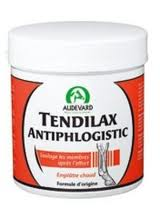 AUDEVARD
TENDILAX
ANTIPHLOGISTIC
Soulage les membres
après l'effort
Emplâtre chaud
Formule d'origine